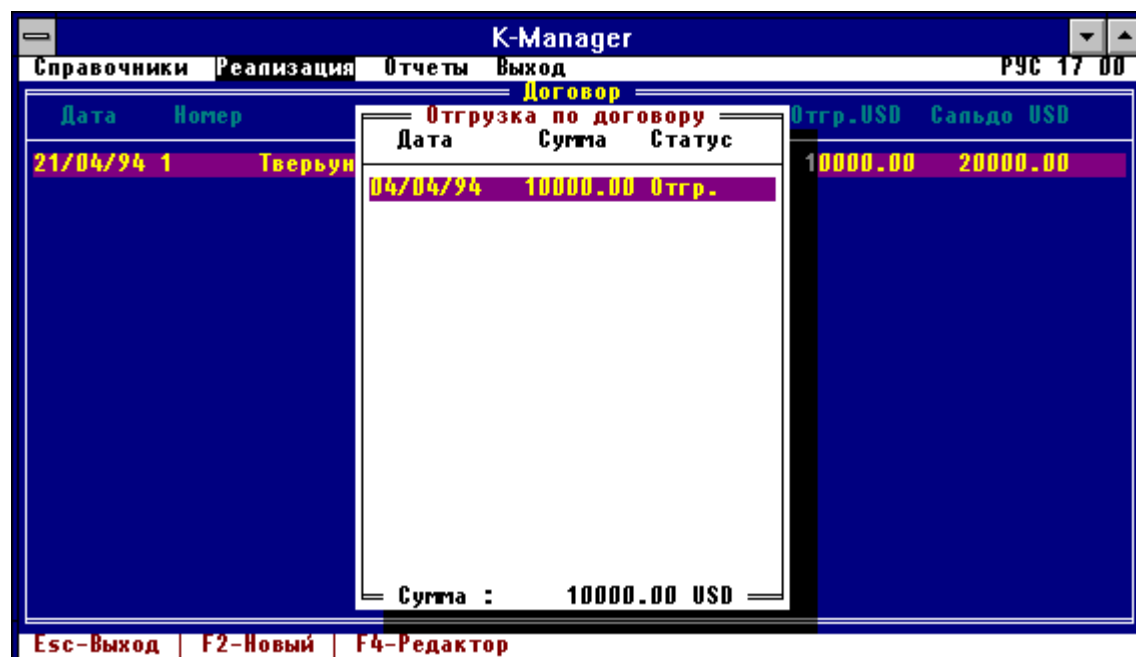 K-Manager
Справочники Реализация Отчеты Выход РУС 17 00
Договор
Дата Номер Отгр.USD Сальдо USD
Отгрузка по договору
Дата Сумма Статус
21/04/94 1 Тверьун 10000.00 20000.00
04/04/94 10000.00 Отгр.
Сумма : 10000.00 USD
Esc-Выход F2-Новый F4-Редактор